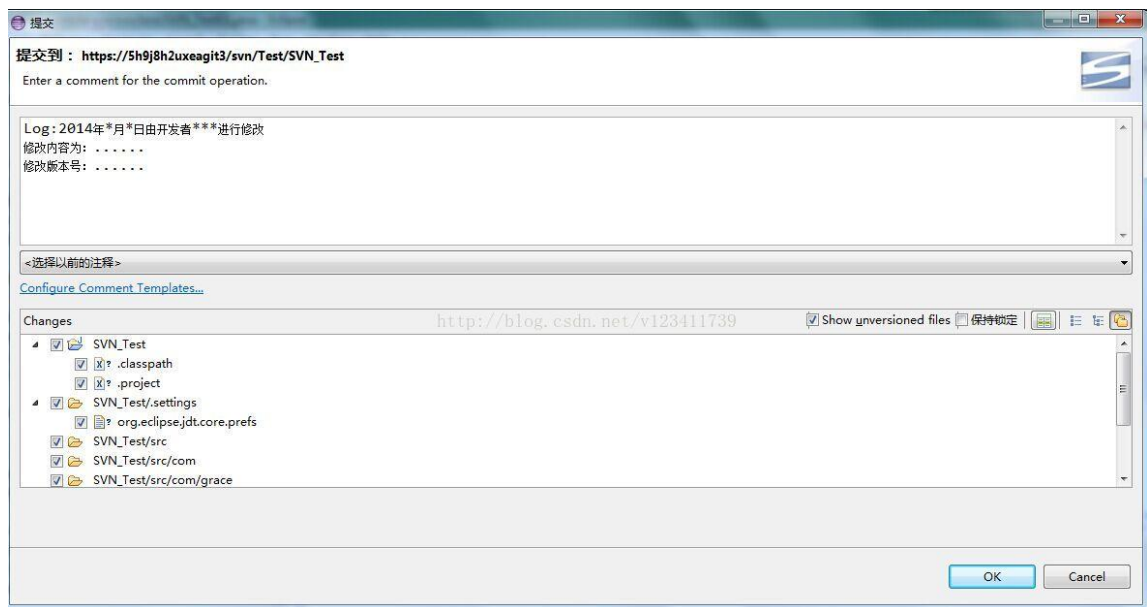 提交
提交到： https://5h9j8h2uxeagit3/svn/Test/SVN_Test
Enter a comment for the commit operation.
Log:2014年*月*日由开发者***进行修改
修改内容为: ......
修改版本号: ......
<选择以前的注释>
Configure Comment Templates...
Changes
http://blog.csdn.net/v123411739
Show unversioned files 保持锁定
SVN_Test
.classpath
.project
SVN_Test/.settings
org.eclipse.jdt.core.prefs
SVN_Test/src
SVN_Test/src/com
SVN_Test/src/com/grace
OK Cancel